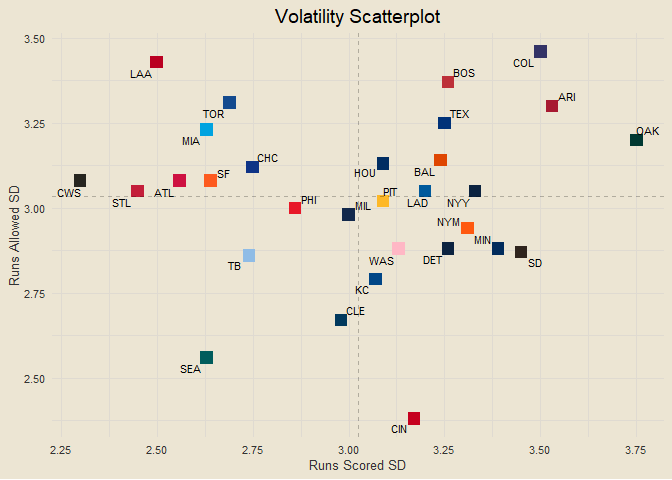 Volatility Scatterplot
3.50
COL
LAA
BOS
ARI
TOR
3.25
TEX
OAK
MIA
CHC
HOU
BAL
SF
CWS
STL
ATL
PIT
LAD
NYY
3.00
PHI
MIL
NYM
MIN
WAS
DET
SD
TB
KC
2.75
CLE
SEA
2.50
CIN
Runs Allowed SD
2.25
2.50
2.75
3.00
3.25
3.50
3.75
Runs Scored SD